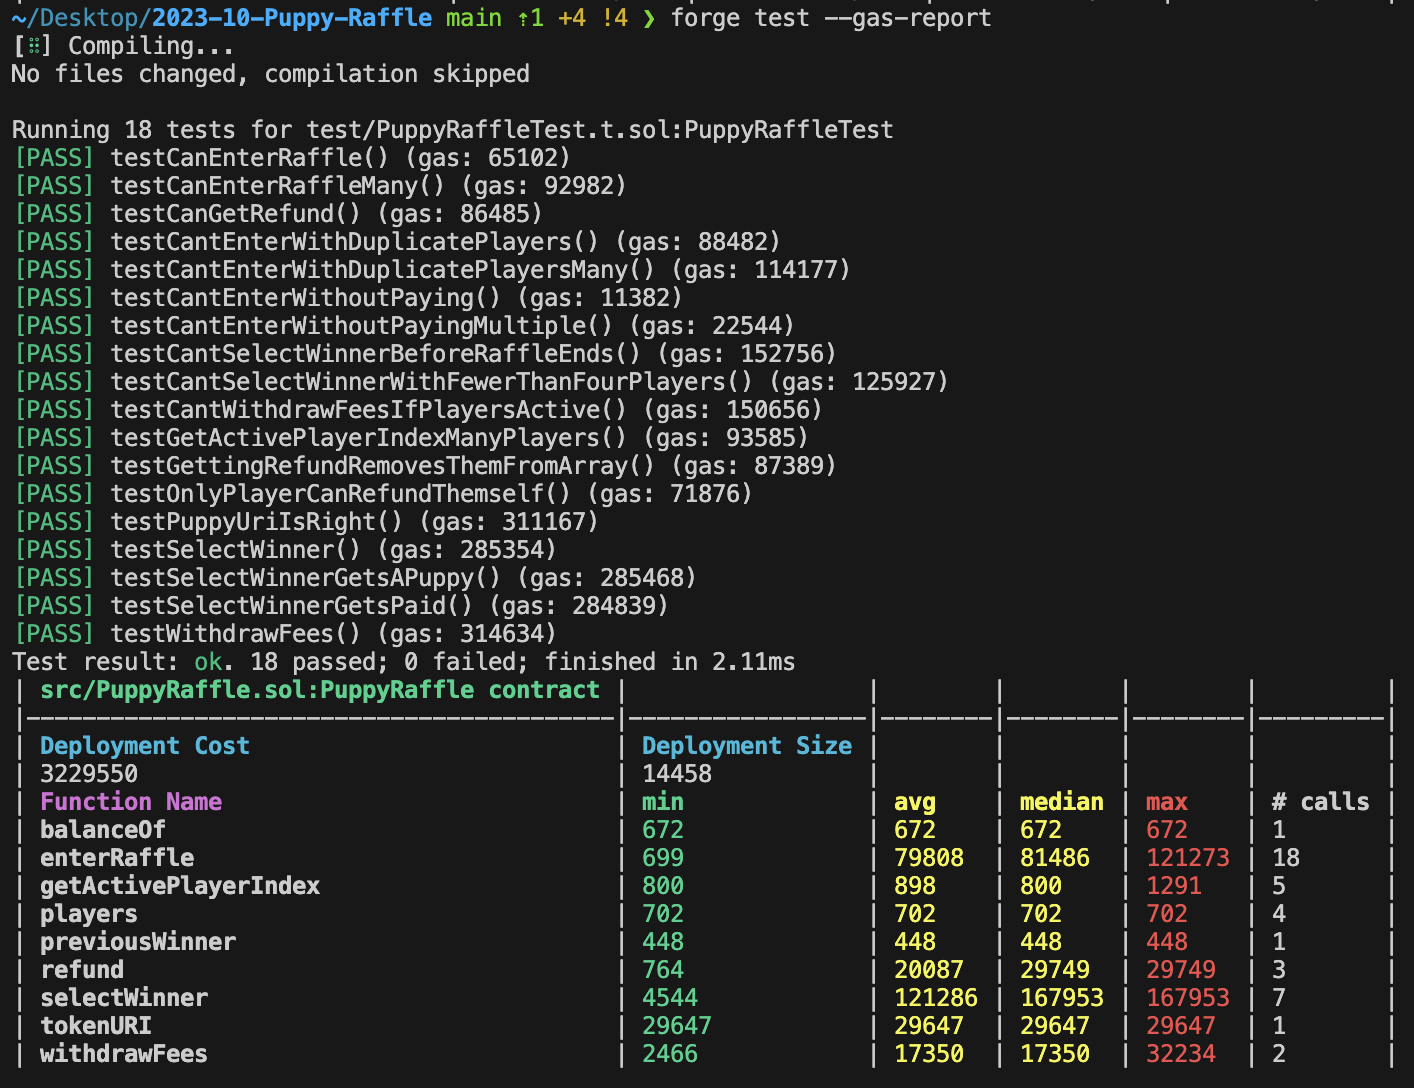 ~/Desktop/2023-10-Puppy-Raffle main ⇡1 +4 !4 ❯ forge test --gas-report
[⠿] Compiling...
No files changed, compilation skipped
Running 18 tests for test/PuppyRaffleTest.t.sol:PuppyRaffleTest
[PASS] testCanEnterRaffle() (gas: 65102)
[PASS] testCanEnterRaffleMany() (gas: 92982)
[PASS] testCanGetRefund() (gas: 86485)
[PASS] testCantEnterWithDuplicatePlayers() (gas: 88482)
[PASS] testCantEnterWithDuplicatePlayersMany() (gas: 114177)
[PASS] testCantEnterWithoutPaying() (gas: 11382)
[PASS] testCantEnterWithoutPayingMultiple() (gas: 22544)
[PASS] testCantSelectWinnerBeforeRaffleEnds() (gas: 152756)
[PASS] testCantSelectWinnerWithFewerThanFourPlayers() (gas: 125927)
[PASS] testCantWithdrawFeesIfPlayersActive() (gas: 150656)
[PASS] testGetActivePlayerIndexManyPlayers() (gas: 93585)
[PASS] testGettingRefundRemovesThemFromArray() (gas: 87389)
[PASS] testOnlyPlayerCanRefundThemself() (gas: 71876)
[PASS] testPuppyUriIsRight() (gas: 311167)
[PASS] testSelectWinner() (gas: 285354)
[PASS] testSelectWinnerGetsAPuppy() (gas: 285468)
[PASS] testSelectWinnerGetsPaid() (gas: 284839)
[PASS] testWithdrawFees() (gas: 314634)
Test result: ok. 18 passed; 0 failed; finished in 2.11ms
| src/PuppyRaffle.sol:PuppyRaffle contract | | | | | |
|------------------------------------------|-----------------|--------|--------|--------|---------|
| Deployment Cost | Deployment Size | | | | |
| 3229550 | 14458 | | | | |
| Function Name | min | avg | median | max | # calls |
| balanceOf | 672 | 672 | 672 | 672 | 1 |
| enterRaffle | 699 | 79808 | 81486 | 121273 | 18 |
| getActivePlayerIndex | 800 | 898 | 800 | 1291 | 5 |
| players | 702 | 702 | 702 | 702 | 4 |
| previousWinner | 448 | 448 | 448 | 448 | 1 |
| refund | 764 | 20087 | 29749 | 29749 | 3 |
| selectWinner | 4544 | 121286 | 167953 | 167953 | 7 |
| tokenURI | 29647 | 29647 | 29647 | 29647 | 1 |
| withdrawFees | 2466 | 17350 | 17350 | 32234 | 2 |